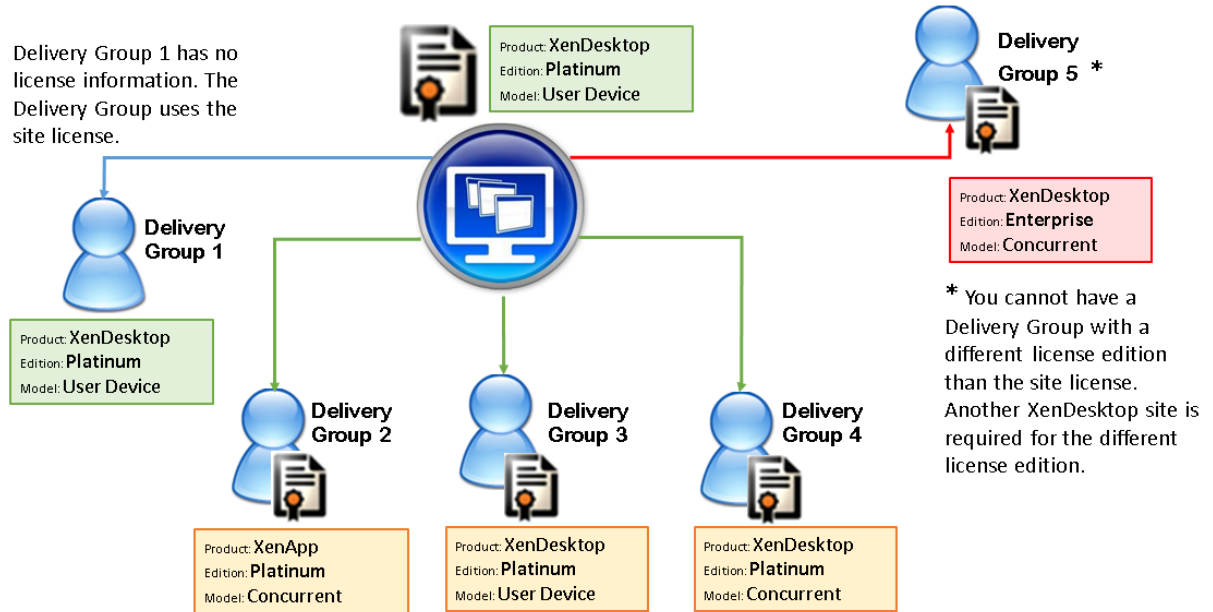 Delivery Group 1 has no
license information. The
Delivery Group uses the
site license.
Product: XenDesktop
Edition: Platinum
Model: User Device
Delivery
Group 5 *
Product: XenDesktop
Edition: Enterprise
Model: Concurrent
* You cannot have a
Delivery Group with a
different license edition
than the site license.
Another XenDesktop site is
required for the different
license edition.
Delivery
Group 1
Product: XenDesktop
Edition: Platinum
Model: User Device
Delivery
Group 2
Product: XenApp
Edition: Platinum
Model: Concurrent
Delivery
Group 3
Product: XenDesktop
Edition: Platinum
Model: User Device
Delivery
Group 4
Product: XenDesktop
Edition: Platinum
Model: Concurrent